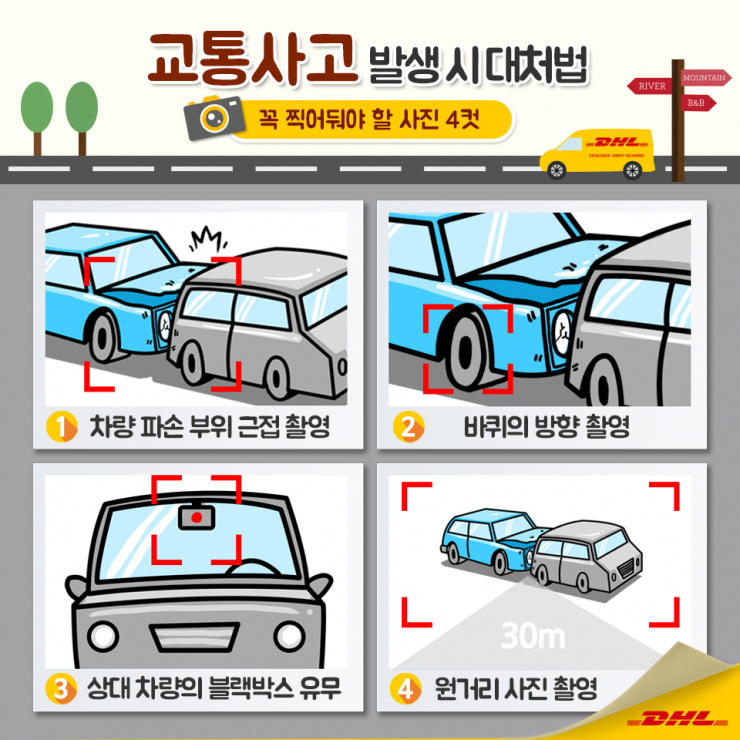 교통사고 발생 시 대처법
꼭 찍어둬야 할 사진 4컷
RIVER
MOUNTAIN
B&B
DHL
EXCELLENCE. SIMPLY DELIVERED.
1 차량 파손 부위 근접 촬영
2 바퀴의 방향 촬영
3 상대 차량의 블랙박스 유무
30m
4 원거리 사진 촬영
DHL